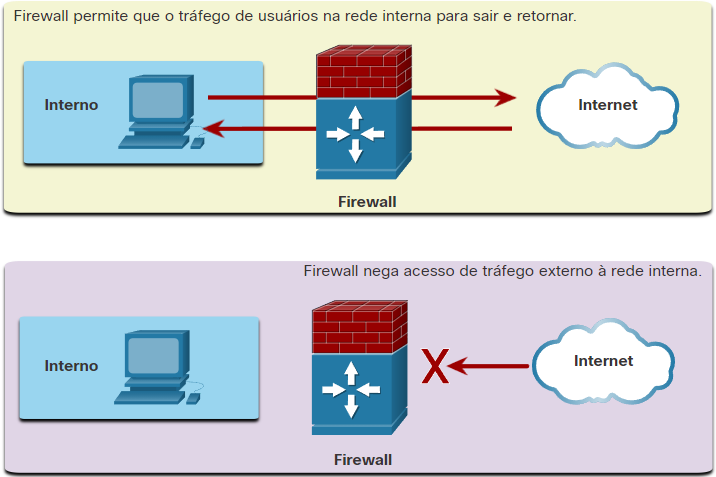 Firewall permite que o tráfego de usuários na rede interna para sair e retornar.
Interno
Internet
Firewall
Firewall nega acesso de tráfego externo à rede interna.
Interno
Internet
Firewall